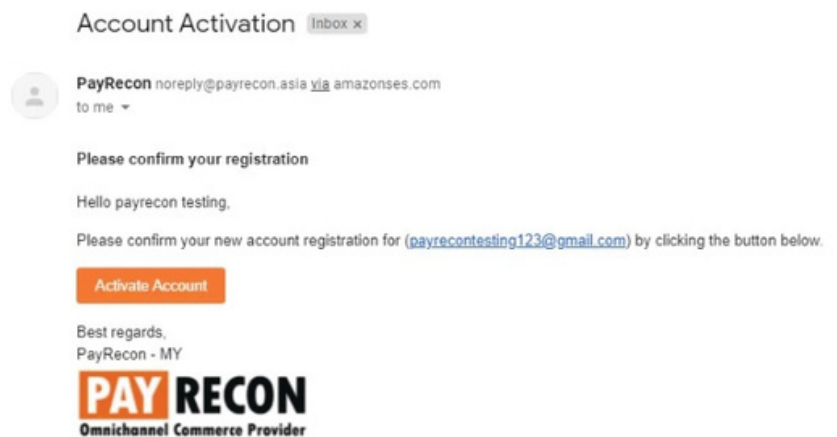 Account Activation Inbox x
PayRecon noreply@payrecon.asia via amazonses.com
to me
Please confirm your registration
Hello payrecon testing,
Please confirm your new account registration for (payrecontesting123@gmail.com) by clicking the button below.
Activate Account
Best regards,
PayRecon - MY
PAY RECON
Omnichannel Commerce Provider